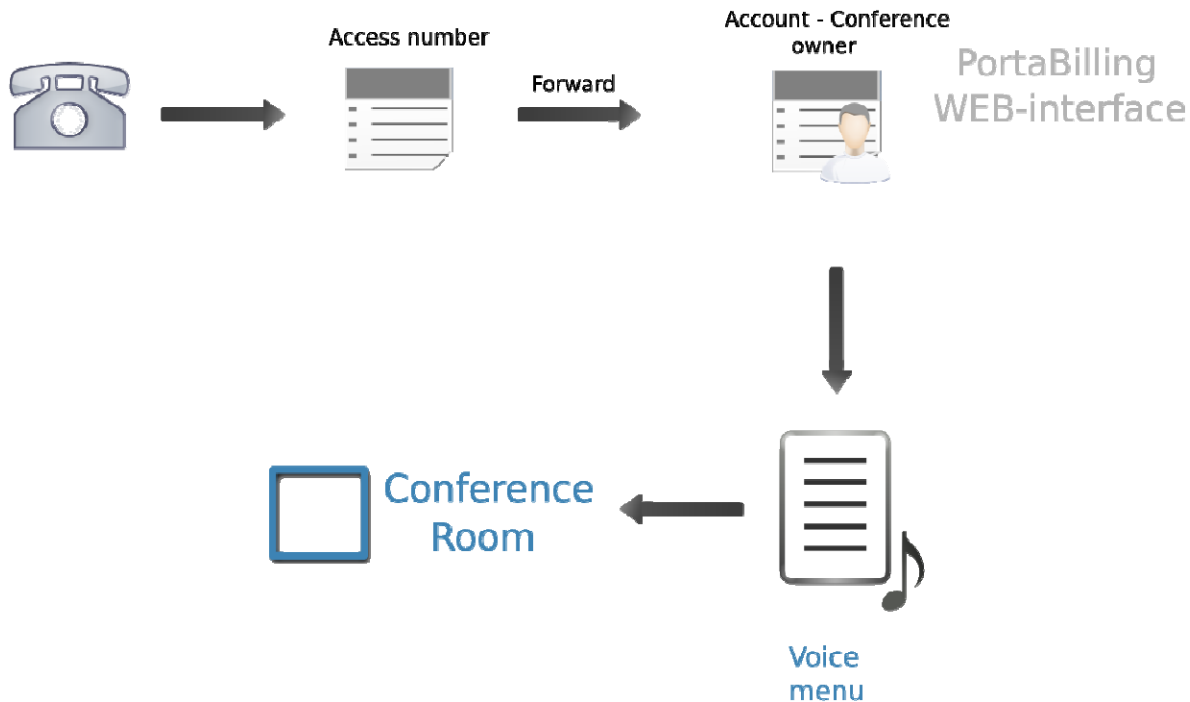 Access number
Forward
Account - Conference
owner
PortaBilling
WEB-interface
Conference
Room
Voice
menu